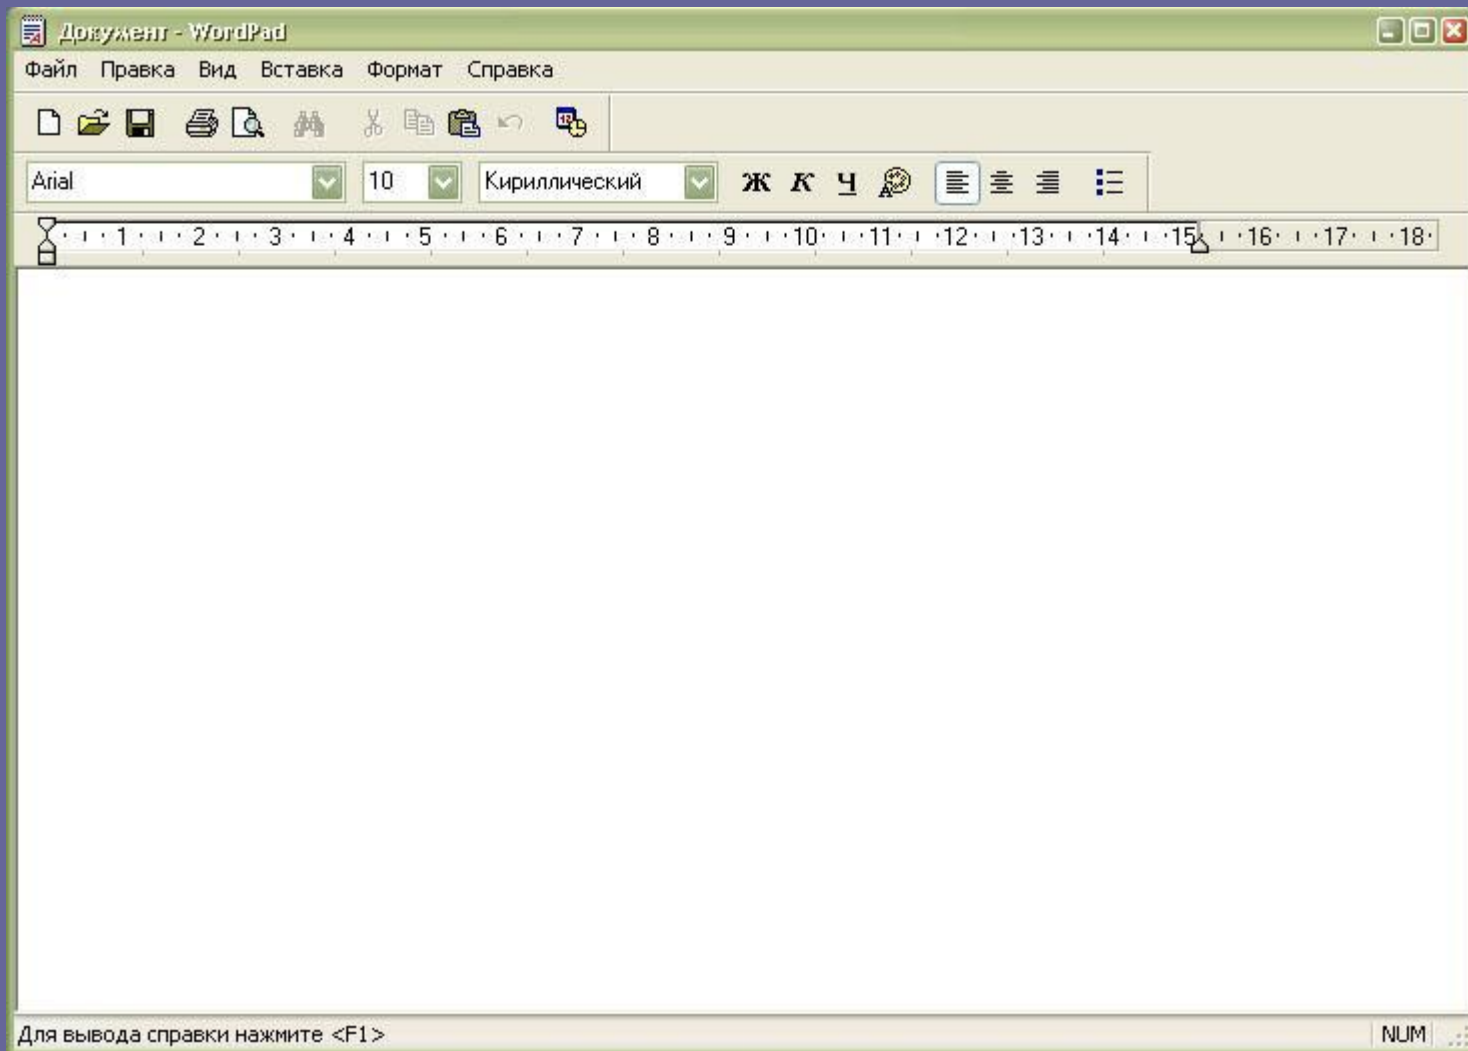 Документ - WordPad
Файл Правка Вид Вставка Формат Справка
Arial 10 Кириллический Ж К Ч
1 2 3 4 5 6 7 8 9 10 11 12 13 14 15 16 17 18
Для вывода справки нажмите <F1> NUM